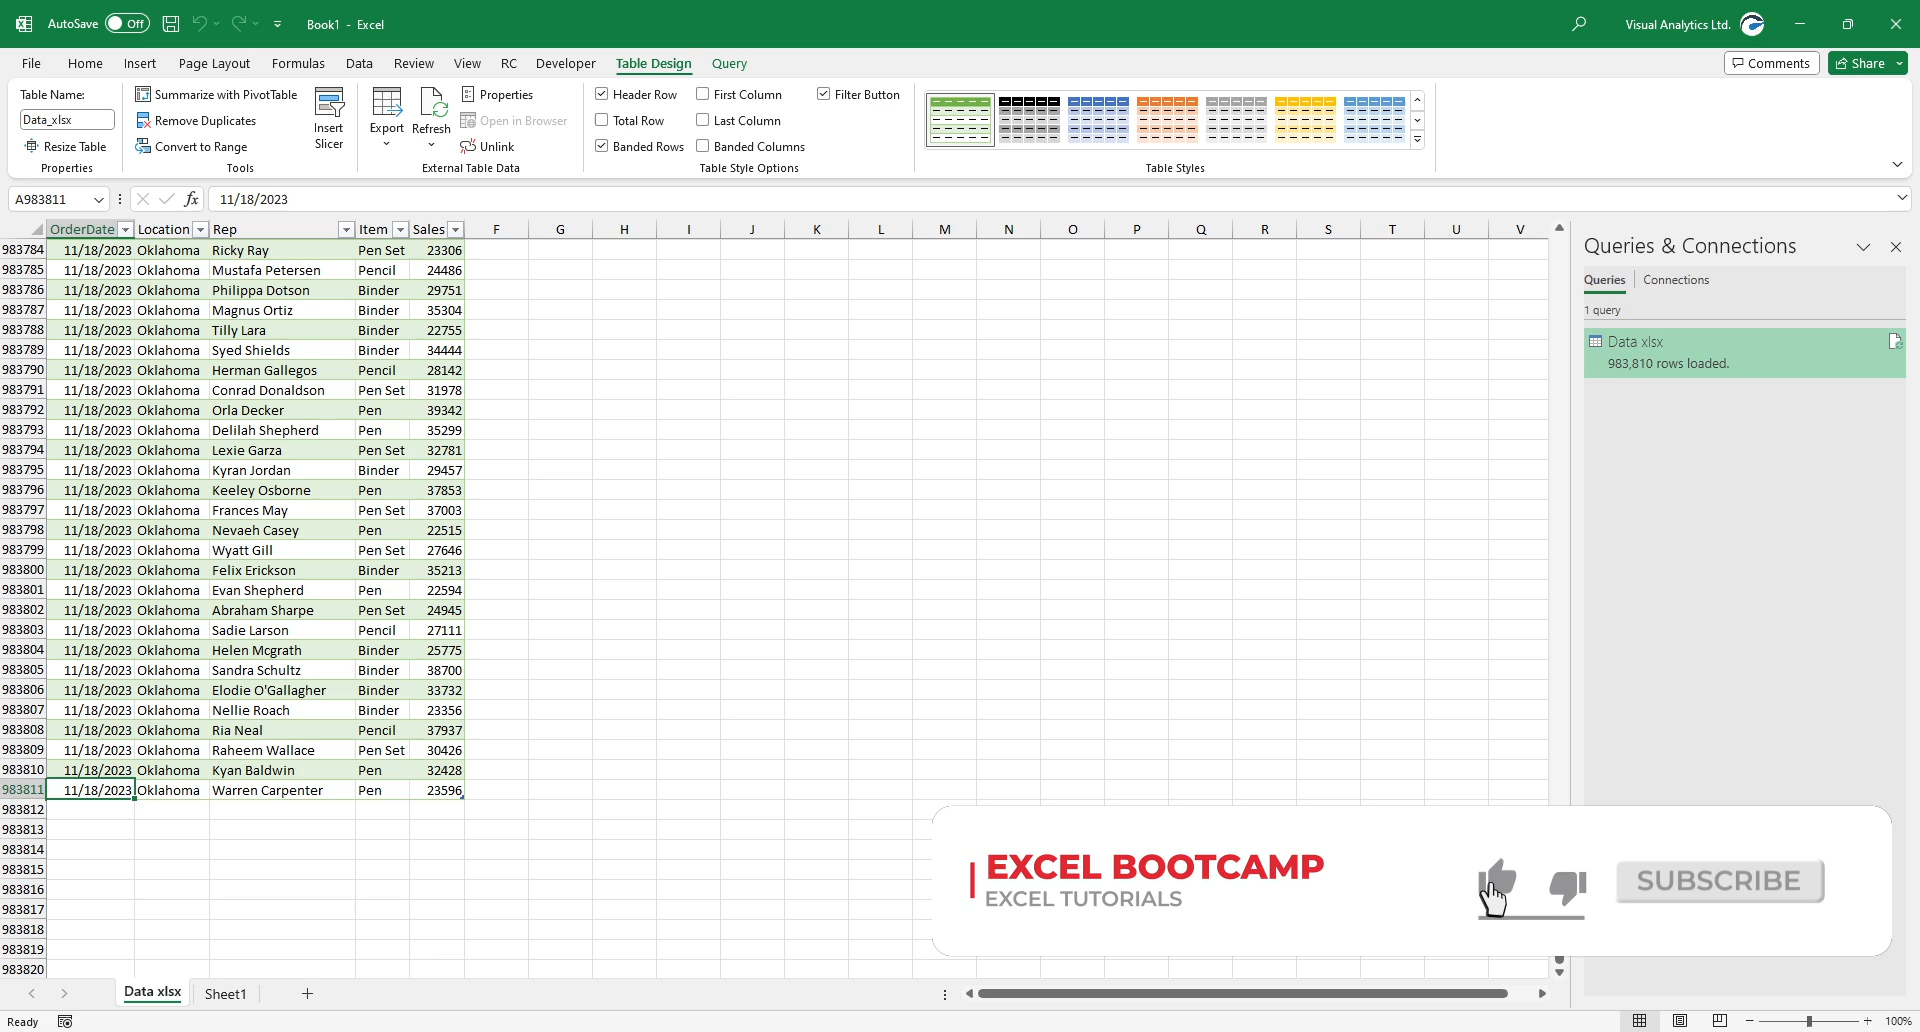 AutoSave Off Book1 - Excel Visual Analytics Ltd.
File Home Insert Page Layout Formulas Data Review View RC Developer Table Design Query Comments Share
Table Name: Summarize with PivotTable Properties Header Row First Column Filter Button
Data_xlsx Remove Duplicates Insert Slicer Export Refresh Open in Browser Total Row Last Column
Resize Table Convert to Range Unlink Banded Rows Banded Columns
Properties Tools External Table Data Table Style Options Table Styles
A983811 fx 11/18/2023
OrderDate Location Rep Item Sales F G H I J K L M N O P Q R S T U V
983784 11/18/2023 Oklahoma Ricky Ray Pen Set 23306
983785 11/18/2023 Oklahoma Mustafa Petersen Pencil 24486
983786 11/18/2023 Oklahoma Philippa Dotson Binder 29751
983787 11/18/2023 Oklahoma Magnus Ortiz Binder 35304
983788 11/18/2023 Oklahoma Tilly Lara Binder 22755
983789 11/18/2023 Oklahoma Syed Shields Binder 34444
983790 11/18/2023 Oklahoma Herman Gallegos Pencil 28142
983791 11/18/2023 Oklahoma Conrad Donaldson Pen Set 31978
983792 11/18/2023 Oklahoma Orla Decker Pen 39342
983793 11/18/2023 Oklahoma Delilah Shepherd Pen 35299
983794 11/18/2023 Oklahoma Lexie Garza Pen Set 32781
983795 11/18/2023 Oklahoma Kyran Jordan Binder 29457
983796 11/18/2023 Oklahoma Keeley Osborne Pen 37853
983797 11/18/2023 Oklahoma Frances May Pen Set 37003
983798 11/18/2023 Oklahoma Nevaeh Casey Pen 22515
983799 11/18/2023 Oklahoma Wyatt Gill Pen Set 27646
983800 11/18/2023 Oklahoma Felix Erickson Binder 35213
983801 11/18/2023 Oklahoma Evan Shepherd Pen 22594
983802 11/18/2023 Oklahoma Abraham Sharpe Pen Set 24945
983803 11/18/2023 Oklahoma Sadie Larson Pencil 27111
983804 11/18/2023 Oklahoma Helen Mcgrath Binder 25775
983805 11/18/2023 Oklahoma Sandra Schultz Binder 38700
983806 11/18/2023 Oklahoma Elodie O'Gallagher Binder 33732
983807 11/18/2023 Oklahoma Nellie Roach Binder 23356
983808 11/18/2023 Oklahoma Ria Neal Pencil 37937
983809 11/18/2023 Oklahoma Raheem Wallace Pen Set 30426
983810 11/18/2023 Oklahoma Kyan Baldwin Pen 32428
983811 11/18/2023 Oklahoma Warren Carpenter Pen 23596
983812
983813
983814
983815
983816
983817
983818
983819
983820
Queries & Connections
Queries Connections
1 query
Data xlsx
983,810 rows loaded.
EXCEL BOOTCAMP
EXCEL TUTORIALS
SUBSCRIBE
Data xlsx Sheet1
Ready 100%